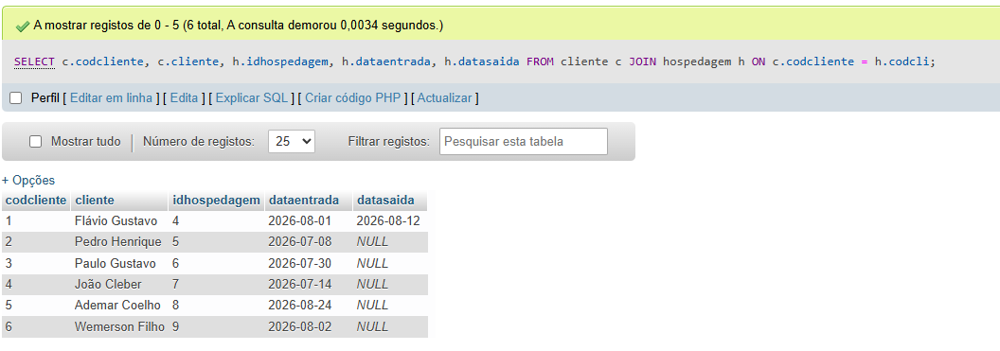 A mostrar registos de 0 - 5 (6 total, A consulta demorou 0,0034 segundos.)
SELECT c.codcliente, c.cliente, h.idhospedagem, h.dataentrada, h.datasaida FROM cliente c JOIN hospedagem h ON c.codcliente = h.codcli;
Perfil [ Editar em linha ] [ Edita ] [ Explicar SQL ] [ Criar código PHP ] [ Actualizar ]
Mostrar tudo | Número de registos: 25 Filtrar registos: Pesquisar esta tabela
+ Opções
codcliente cliente idhospedagem dataentrada datasaida
1 Flávio Gustavo 4 2026-08-01 2026-08-12
2 Pedro Henrique 5 2026-07-08 NULL
3 Paulo Gustavo 6 2026-07-30 NULL
4 João Cleber 7 2026-07-14 NULL
5 Ademar Coelho 8 2026-08-24 NULL
6 Wemerson Filho 9 2026-08-02 NULL